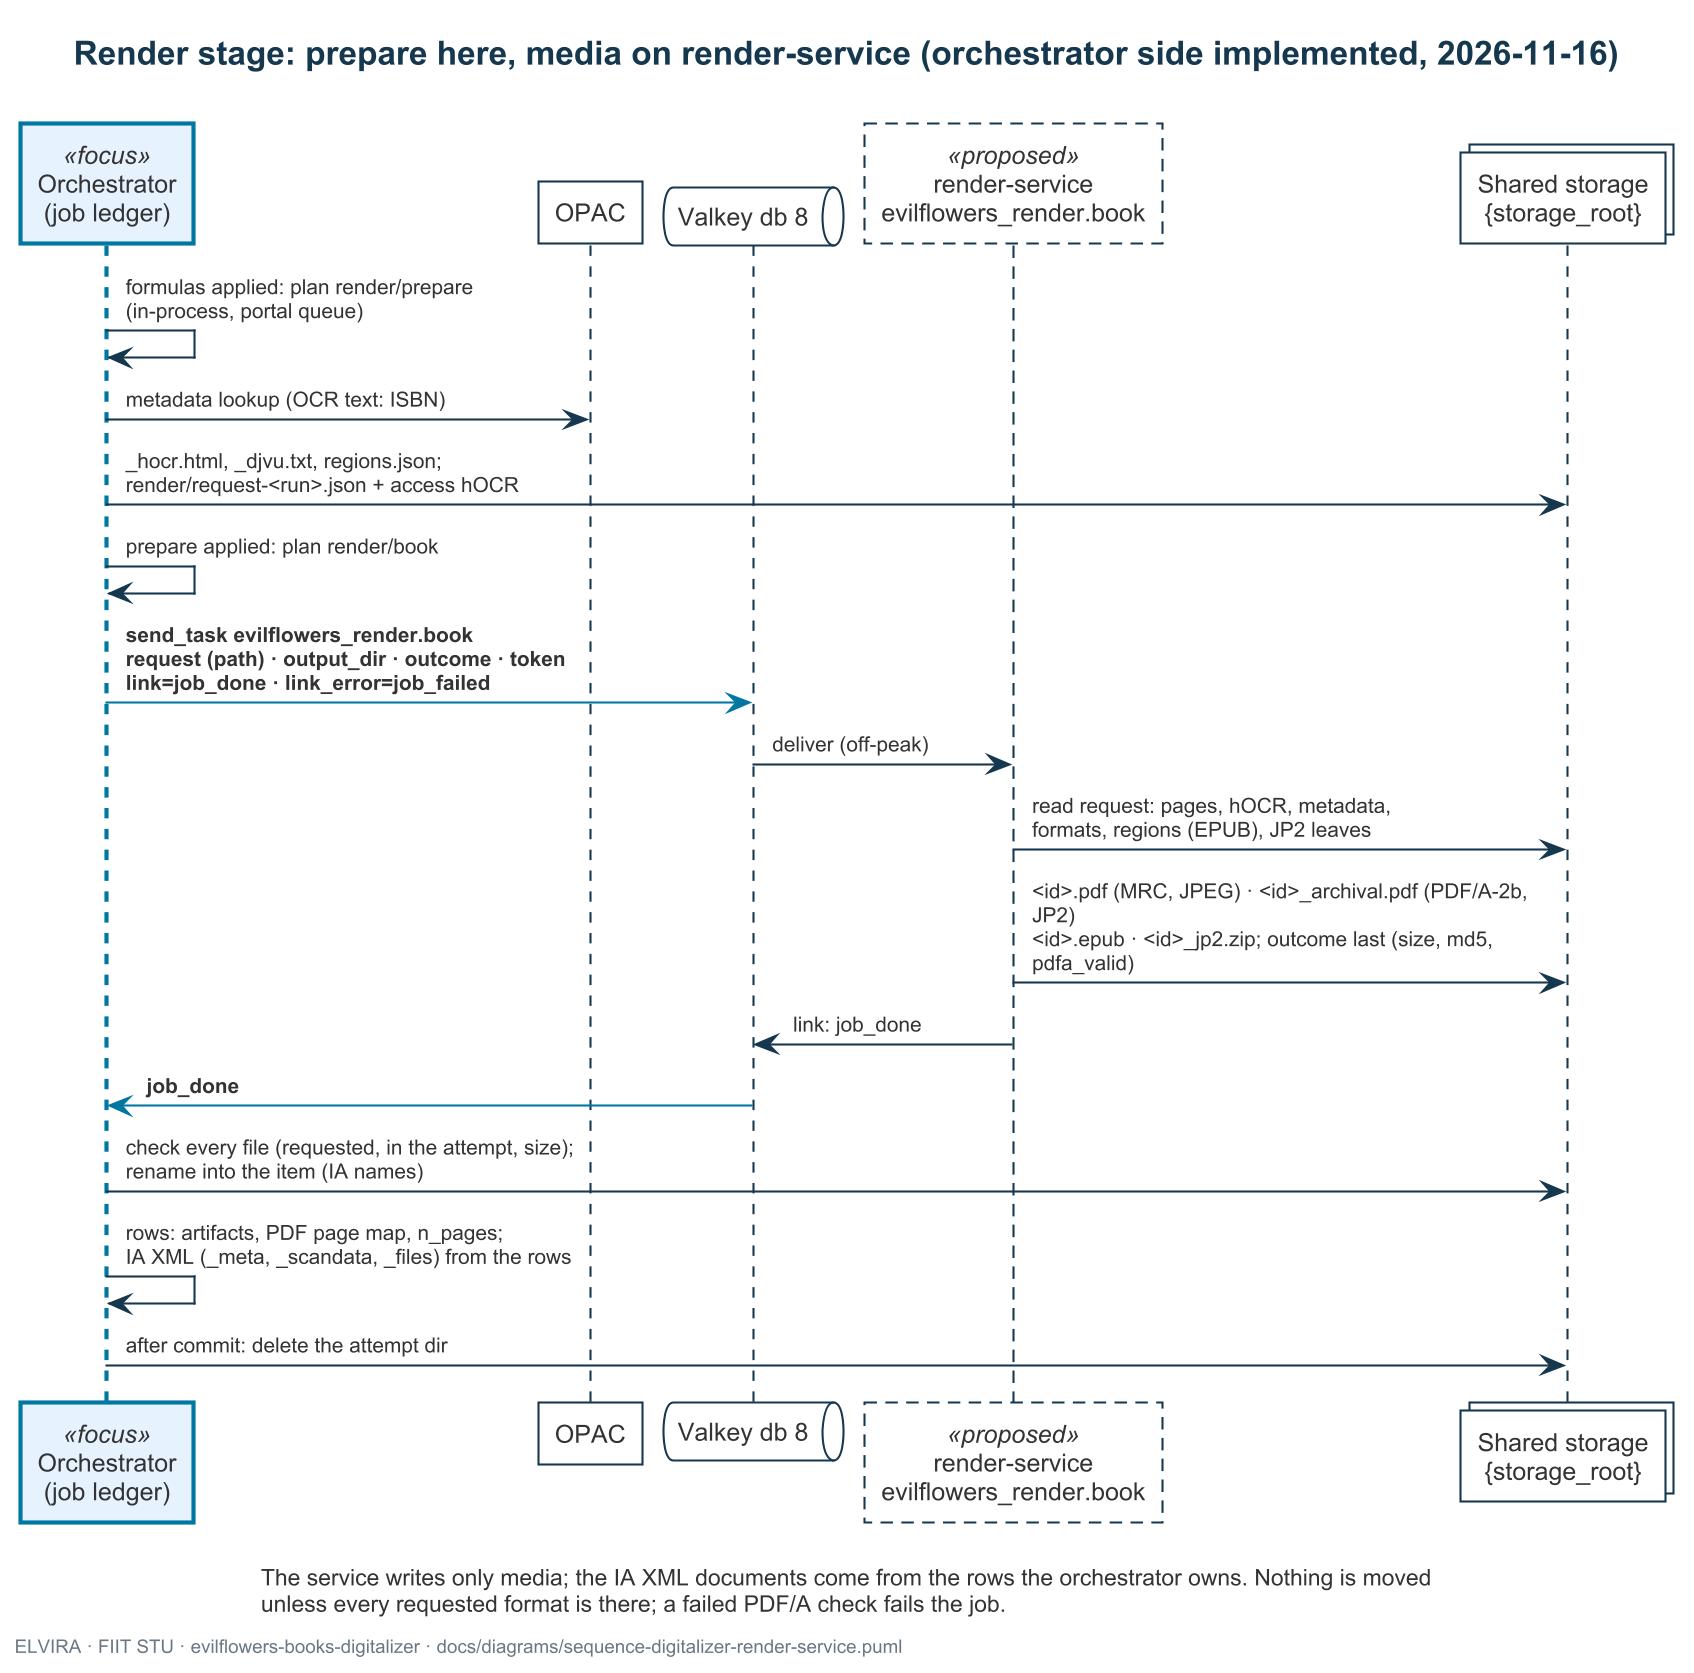 Render stage: prepare here, media on render-service (orchestrator side implemented, 2026-11-16)
«focus»
Orchestrator
(job ledger)
OPAC
Valkey db 8
«proposed»
render-service
evilflowers_render.book
Shared storage
{storage_root}
formulas applied: plan render/prepare
(in-process, portal queue)
metadata lookup (OCR text: ISBN)
_hocr.html, _djvu.txt, regions.json;
render/request-<run>.json + access hOCR
prepare applied: plan render/book
send_task evilflowers_render.book
request (path) · output_dir · outcome · token
link=job_done · link_error=job_failed
deliver (off-peak)
read request: pages, hOCR, metadata,
formats, regions (EPUB), JP2 leaves
<id>.pdf (MRC, JPEG) · <id>_archival.pdf (PDF/A-2b,
JP2)
<id>.epub · <id>_jp2.zip; outcome last (size, md5,
pdfa_valid)
link: job_done
job_done
check every file (requested, in the attempt, size);
rename into the item (IA names)
rows: artifacts, PDF page map, n_pages;
IA XML (_meta, _scandata, _files) from the rows
after commit: delete the attempt dir
«focus»
Orchestrator
(job ledger)
OPAC
Valkey db 8
«proposed»
render-service
evilflowers_render.book
Shared storage
{storage_root}
The service writes only media; the IA XML documents come from the rows the orchestrator owns. Nothing is moved
unless every requested format is there; a failed PDF/A check fails the job.
ELVIRA · FIIT STU · evilflowers-books-digitalizer · docs/diagrams/sequence-digitalizer-render-service.puml